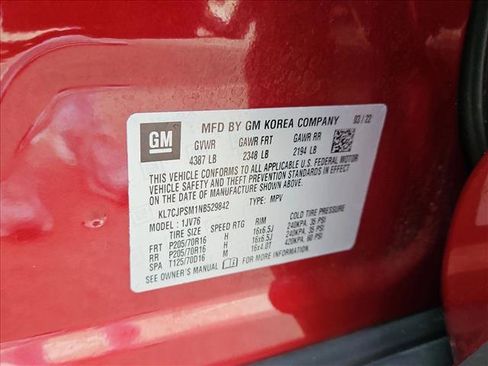 GM
MFD BY GM KOREA COMPANY 03/22
GVWR GAWR FRT GAWR RR
4387 LB 2348 LB 2194 LB
THIS VEHICLE CONFORMS TO ALL APPLICABLE U.S. FEDERAL MOTOR
VEHICLE SAFETY AND THEFT PREVENTION STANDARDS IN EFFECT
ON THE DATE OF MANUFACTURE SHOWN ABOVE.
KL7CJPSM1NB529842 TYPE: MPV
MODEL: 1JV76
TIRE SIZE SPEED RTG RIM COLD TIRE PRESSURE
FRT P205/70R16 H 16x6.5J 240KPA, 35 PSI
RR P205/70R16 H 16x6.5J 240KPA, 35 PSI
SPA T125/70D16 M 16x4.0T 420KPA, 60 PSI
SEE OWNER'S MANUAL FOR MORE INFORMATION.